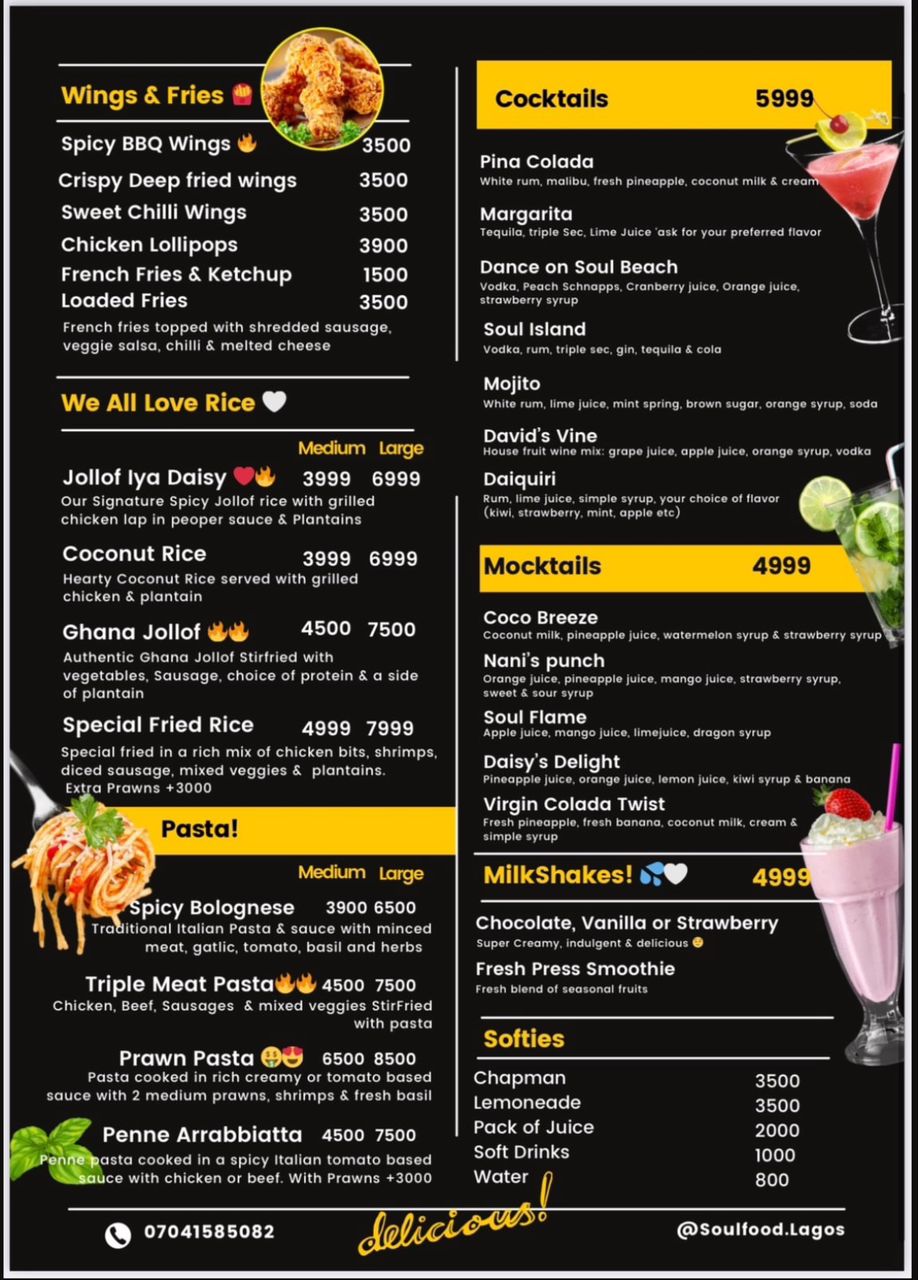 Wings & Fries 🍟
Spicy BBQ Wings 🔥 3500
Crispy Deep fried wings 3500
Sweet Chilli Wings 3500
Chicken Lollipops 3900
French Fries & Ketchup 1500
Loaded Fries 3500
French fries topped with shredded sausage,
veggie salsa, chilli & melted cheese
We All Love Rice 🤍
Medium Large
Jollof Iya Daisy ❤️🔥 3999 6999
Our Signature Spicy Jollof rice with grilled
chicken lap in peoper sauce & Plantains
Coconut Rice 3999 6999
Hearty Coconut Rice served with grilled
chicken & plantain
Ghana Jollof 🔥🔥 4500 7500
Authentic Ghana Jollof Stirfried with
vegetables, Sausage, choice of protein & a side
of plantain
Special Fried Rice 4999 7999
Special fried in a rich mix of chicken bits, shrimps,
diced sausage, mixed veggies & plantains.
Extra Prawns +3000
Pasta!
Medium Large
Spicy Bolognese 3900 6500
Traditional Italian Pasta & sauce with minced
meat, gatlic, tomato, basil and herbs
Triple Meat Pasta🔥🔥 4500 7500
Chicken, Beef, Sausages & mixed veggies StirFried
with pasta
Prawn Pasta 🤑😍 6500 8500
Pasta cooked in rich creamy or tomato based
sauce with 2 medium prawns, shrimps & fresh basil
Penne Arrabbiatta 4500 7500
Penne pasta cooked in a spicy Italian tomato based
sauce with chicken or beef. With Prawns +3000
Cocktails 5999
Pina Colada
White rum, malibu, fresh pineapple, coconut milk & cream
Margarita
Tequila, triple Sec, Lime Juice 'ask for your preferred flavor
Dance on Soul Beach
Vodka, Peach Schnapps, Cranberry juice, Orange juice,
strawberry syrup
Soul Island
Vodka, rum, triple sec, gin, tequila & cola
Mojito
White rum, lime juice, mint spring, brown sugar, orange syrup, soda
David's Vine
House fruit wine mix: grape juice, apple juice, orange syrup, vodka
Daiquiri
Rum, lime juice, simple syrup, your choice of flavor
(kiwi, strawberry, mint, apple etc)
Mocktails 4999
Coco Breeze
Coconut milk, pineapple juice, watermelon syrup & strawberry syrup
Nani's punch
Orange juice, pineapple juice, mango juice, strawberry syrup,
sweet & sour syrup
Soul Flame
Apple juice, mango juice, limejuice, dragon syrup
Daisy's Delight
Pineapple juice, orange juice, lemon juice, kiwi syrup & banana
Virgin Colada Twist
Fresh pineapple, fresh banana, coconut milk, cream &
simple syrup
MilkShakes! 💦🤍 4999
Chocolate, Vanilla or Strawberry
Super Creamy, indulgent & delicious 😋
Fresh Press Smoothie
Fresh blend of seasonal fruits
Softies
Chapman 3500
Lemoneade 3500
Pack of Juice 2000
Soft Drinks 1000
Water 800
07041585082
delicious!
@Soulfood.Lagos